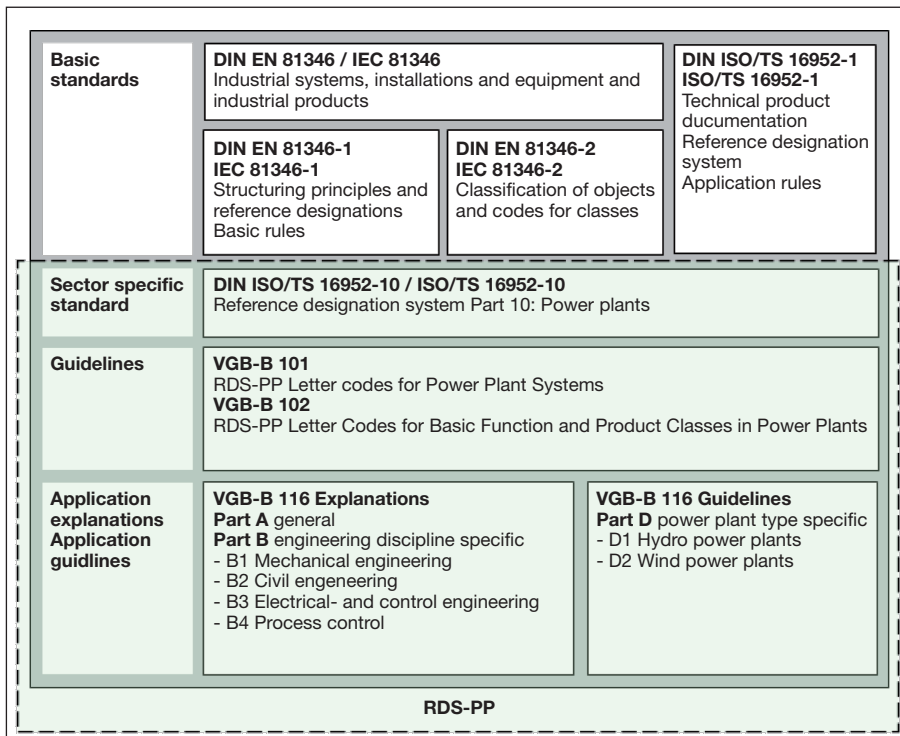 Basic
standards
DIN EN 81346 / IEC 81346
Industrial systems, installations and equipment and
industrial products
DIN EN 81346-1
IEC 81346-1
Structuring principles and
reference designations
Basic rules
DIN EN 81346-2
IEC 81346-2
Classification of objects
and codes for classes
DIN ISO/TS 16952-1
ISO/TS 16952-1
Technical product
ducumentation
Reference designation
system
Application rules
Sector specific
standard
DIN ISO/TS 16952-10 / ISO/TS 16952-10
Reference designation system Part 10: Power plants
Guidelines
VGB-B 101
RDS-PP Letter codes for Power Plant Systems
VGB-B 102
RDS-PP Letter Codes for Basic Function and Product Classes in Power Plants
Application
explanations
Application
guidlines
VGB-B 116 Explanations
Part A general
Part B engineering discipline specific
- B1 Mechanical engineering
- B2 Civil engeneering
- B3 Electrical- and control engineering
- B4 Process control
VGB-B 116 Guidelines
Part D power plant type specific
- D1 Hydro power plants
- D2 Wind power plants
RDS-PP